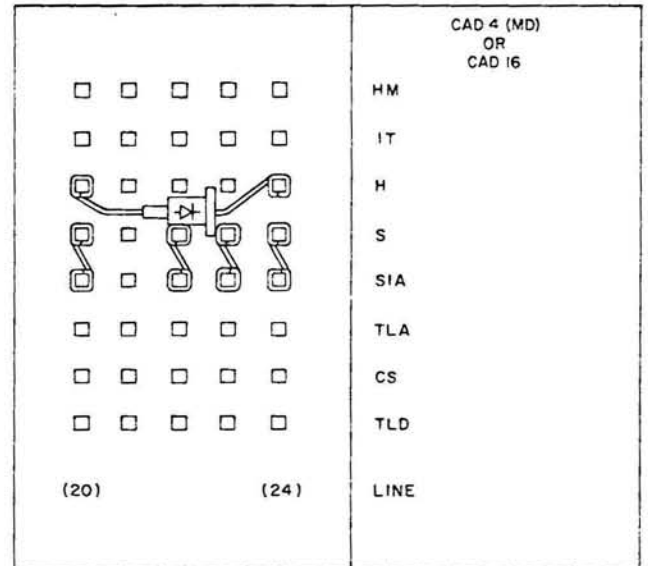 CAD 4 (MD)
OR
CAD 16
HM
IT
H
S
SIA
TLA
CS
TLD
(20) (24) LINE